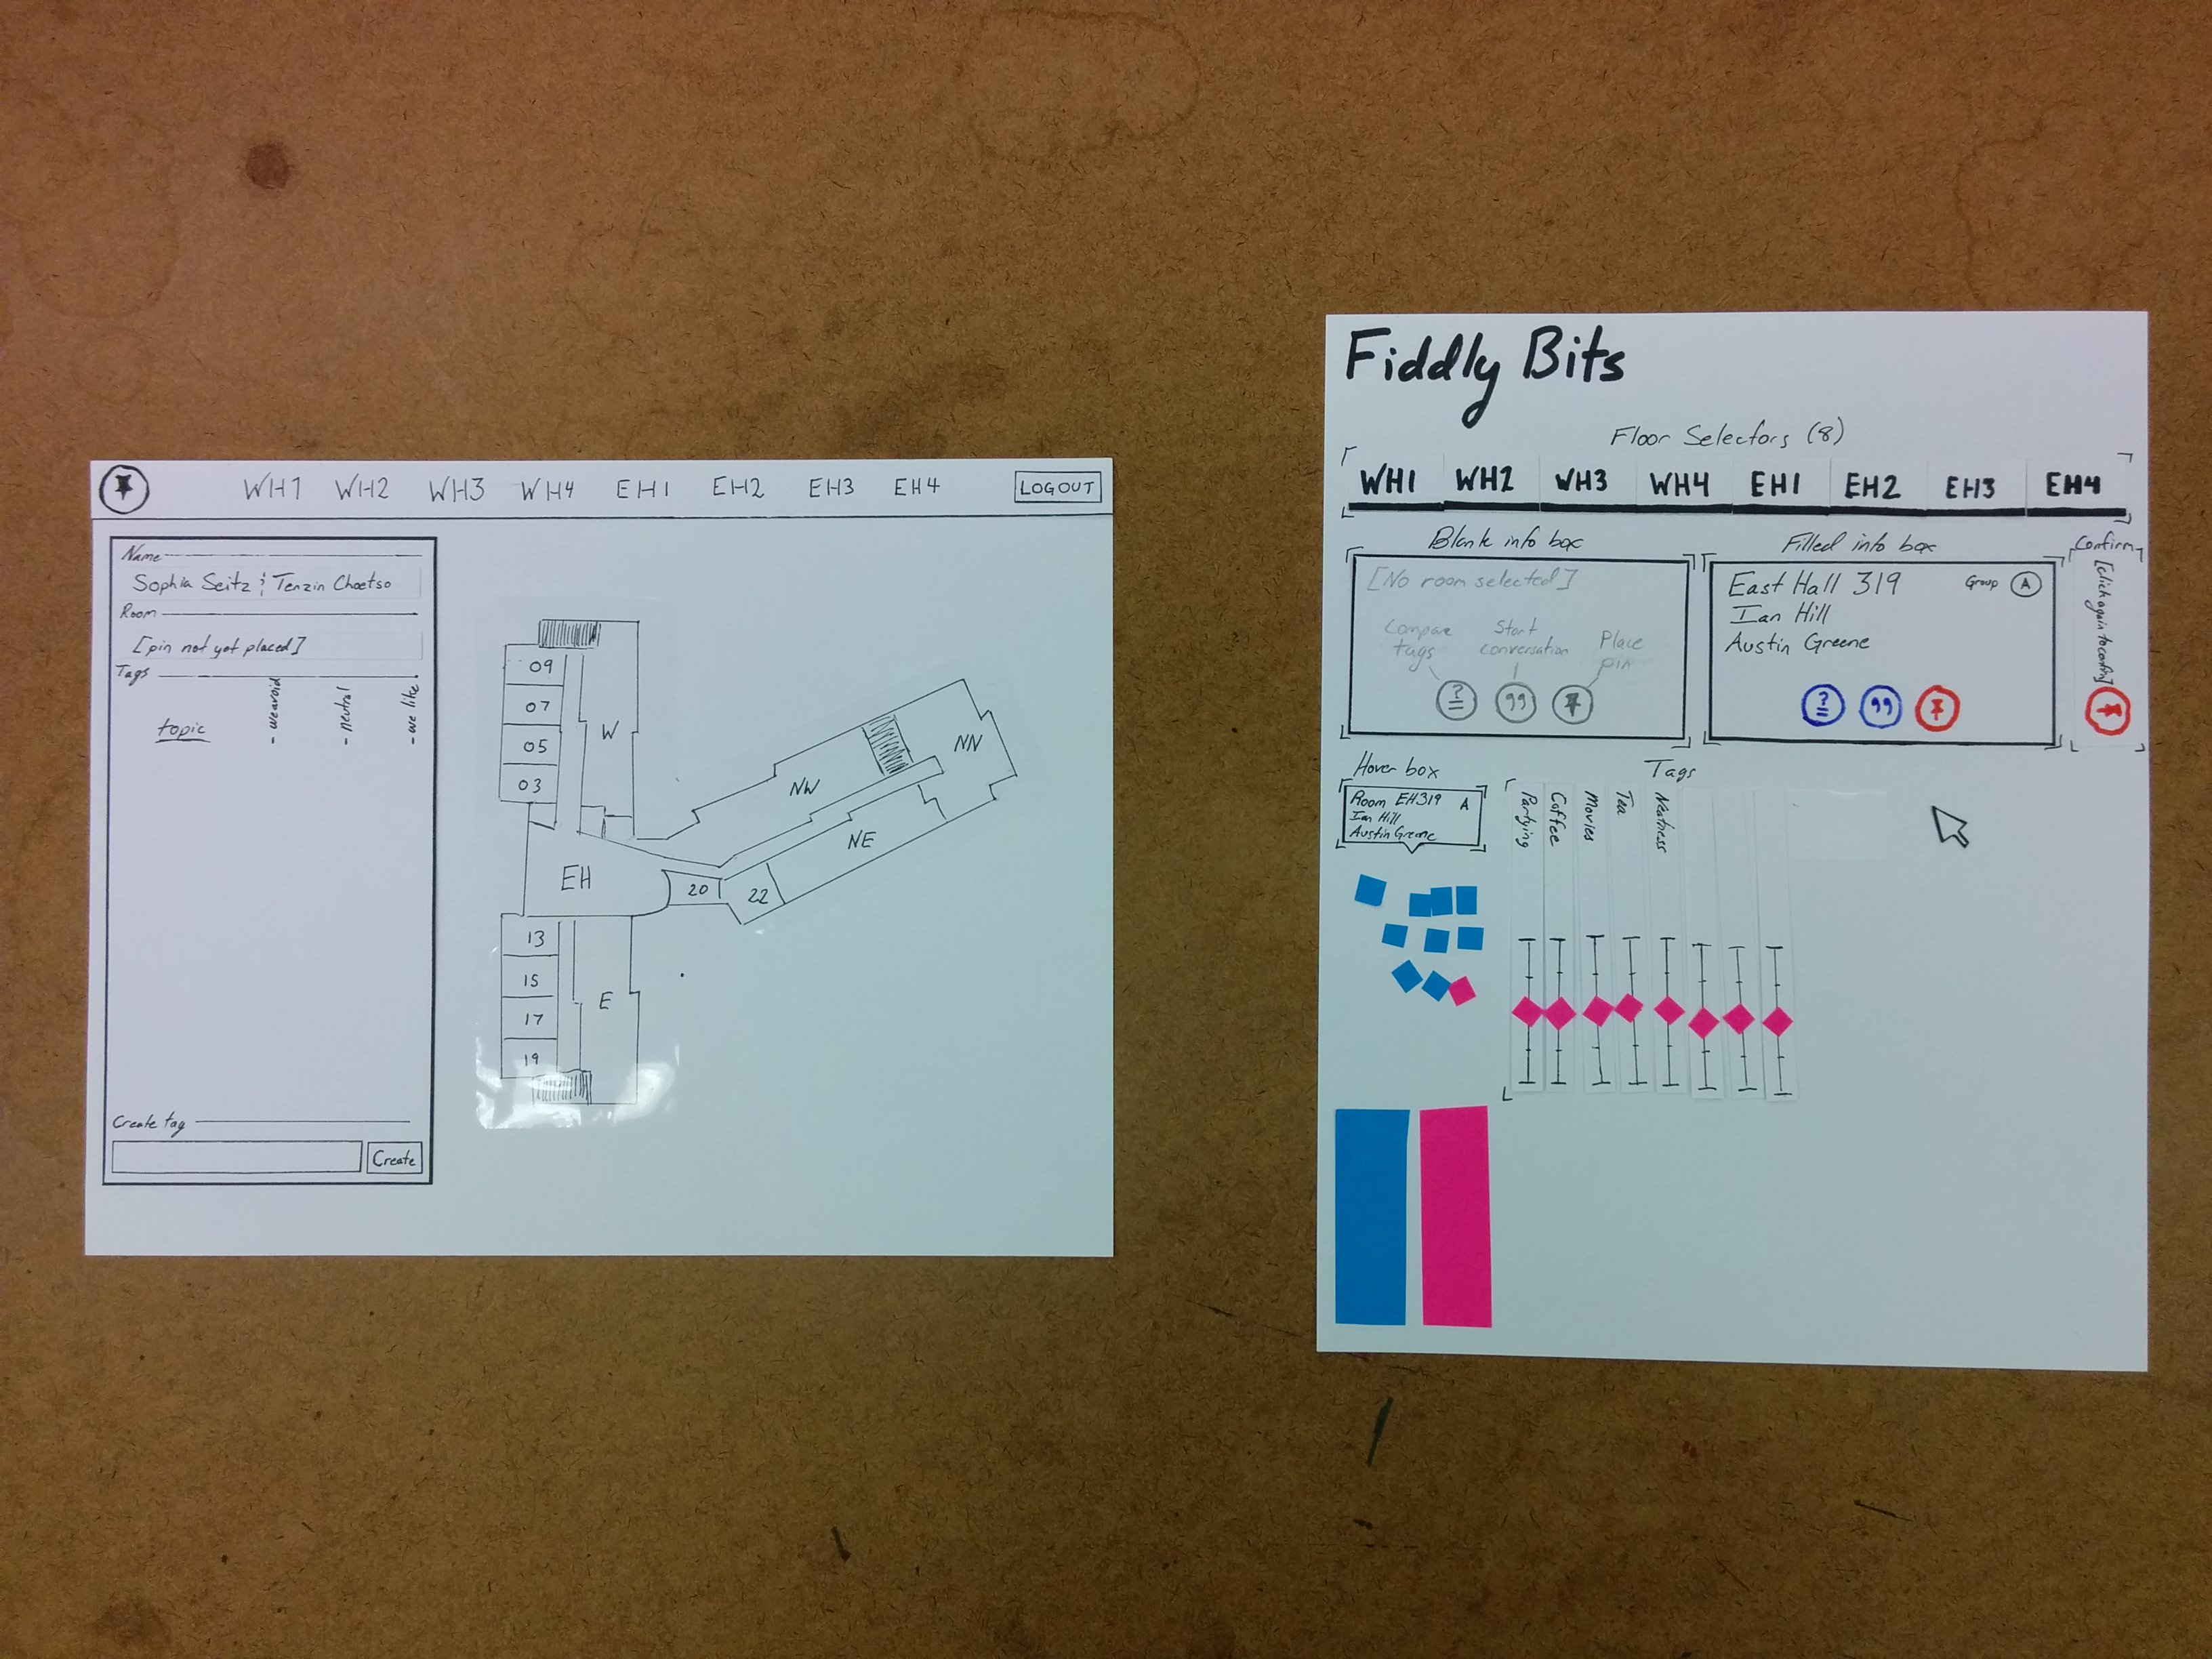 WH1 WH2 WH3 WH4 EH1 EH2 EH3 EH4 LOGOUT
Name
Sophia Seitz ; Tenzin Choetso
Room
[pin not yet placed]
Tags
topic
- we avoid
- neutral
- we like
Create tag
Create
09
07
05
03
W
EH
13
15
17
19
E
20
22
NW
NE
NN
Fiddly Bits
Floor Selectors (8)
WH1 WH2 WH3 WH4 EH1 EH2 EH3 EH4
Blank info box
[No room selected]
Compare tags
Start conversation
Place pin
? =
99
Filled info box
East Hall 319 Group A
Ian Hill
Austin Greene
? =
99
Confirm
[click again to confirm]
Hover box
Room EH319 A
Ian Hill
Austin Greene
Tags
Partying
Coffee
Movies
Tea
Neatness